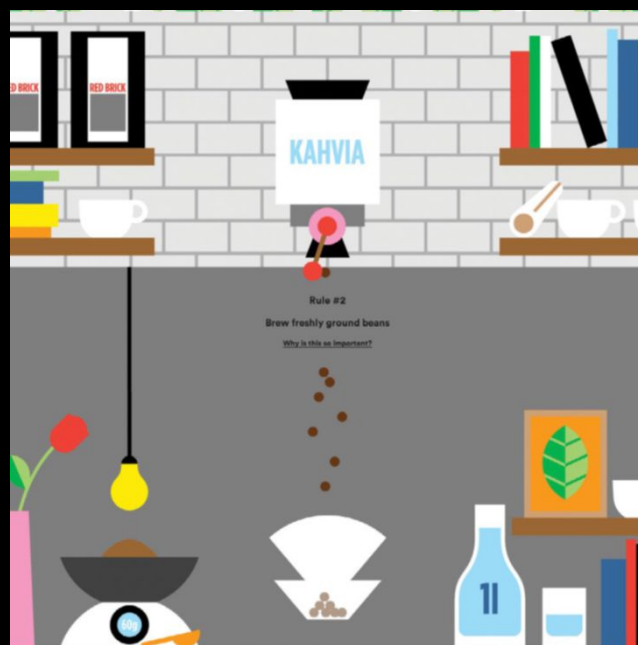 RED BRICK
RED BRICK
KAHVIA
Rule #2
Brew freshly ground beans
Why is this so important?
1l
60g